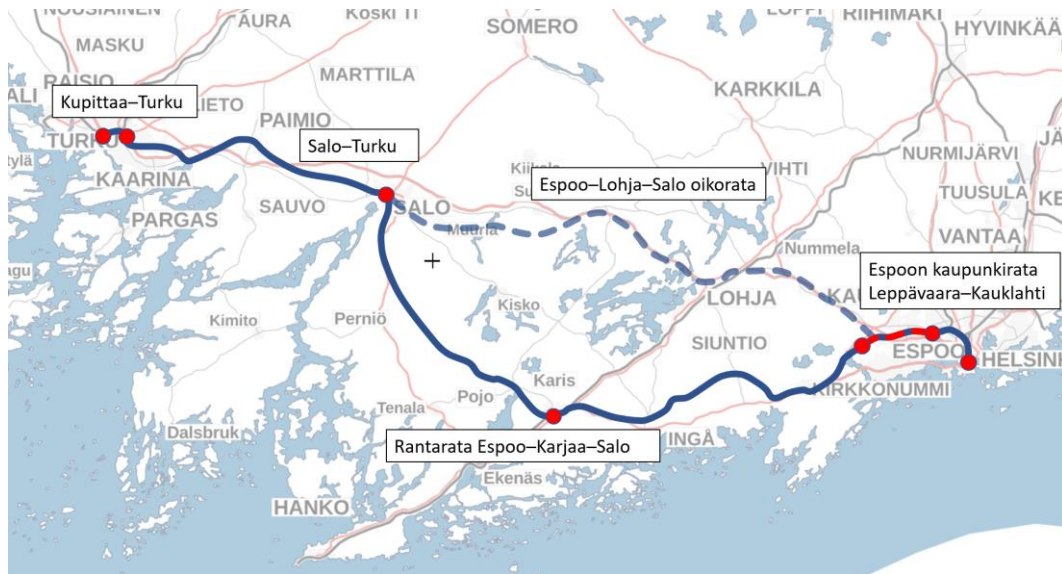 NOUSIAINEN
AURA
Koski Tl
SOMERO
LOPPI
RIIHIMÄKI
HYVINKÄÄ
MASKU
RAISIO
MARTTILA
KARKKILA
Kupittaa–Turku
LIETO
PAIMIO
Salo–Turku
TURKU
KAARINA
Kiikala
Espoo–Lohja–Salo oikorata
VIHTI
NURMIJÄRVI
TUUSULA
PARGAS
SAUVO
SALO
Muurla
Nummela
VANTAA
Espoon kaupunkirata
Leppävaara–Kauklahti
LOHJA
Kisko
Kimito
Perniö
SIUNTIO
ESPOO
HELSINKI
Karis
Pojo
KIRKKONUMMI
Tenala
Dalsbruk
Rantarata Espoo–Karjaa–Salo
INGÅ
Ekenäs
HANKO